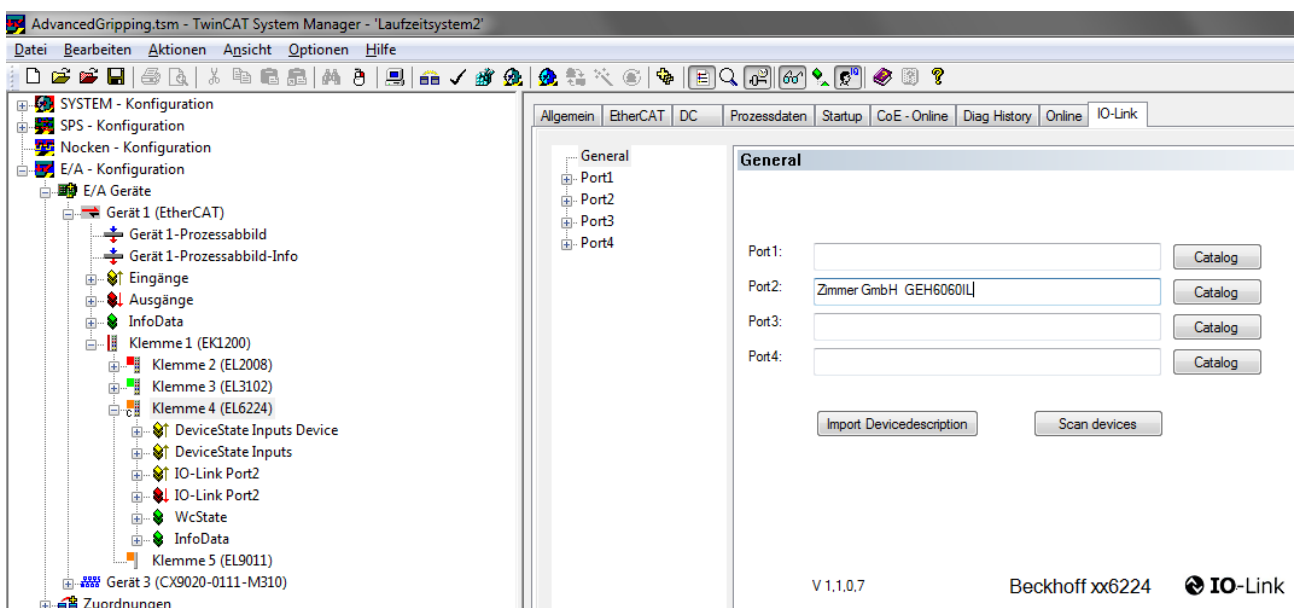 AdvancedGripping.tsm - TwinCAT System Manager - 'Laufzeitsystem2'
Datei Bearbeiten Aktionen Ansicht Optionen Hilfe
SYSTEM - Konfiguration
SPS - Konfiguration
Nocken - Konfiguration
E/A - Konfiguration
E/A Geräte
Gerät 1 (EtherCAT)
Gerät 1-Prozessabbild
Gerät 1-Prozessabbild-Info
Eingänge
Ausgänge
InfoData
Klemme 1 (EK1200)
Klemme 2 (EL2008)
Klemme 3 (EL3102)
Klemme 4 (EL6224)
DeviceState Inputs Device
DeviceState Inputs
IO-Link Port2
IO-Link Port2
WcState
InfoData
Klemme 5 (EL9011)
Gerät 3 (CX9020-0111-M310)
Zuordnungen
Allgemein EtherCAT DC Prozessdaten Startup CoE - Online Diag History Online IO-Link
General
Port1
Port2
Port3
Port4
General
Port1: Catalog
Port2: Zimmer GmbH GEH6060IL Catalog
Port3: Catalog
Port4: Catalog
Import Devicedescription Scan devices
V 1,1,0,7 Beckhoff xx6224 IO-Link